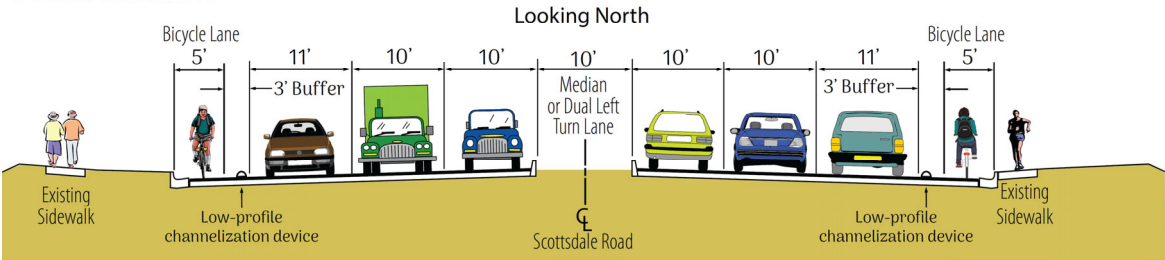 Looking North
Bicycle Lane
5’
11’
10’
10’
10’
10’
10’
11’
Bicycle Lane
5’
3’ Buffer
Median
or Dual Left
Turn Lane
3’ Buffer
Existing
Sidewalk
Low-profile
channelization device
℄
Scottsdale Road
Low-profile
channelization device
Existing
Sidewalk